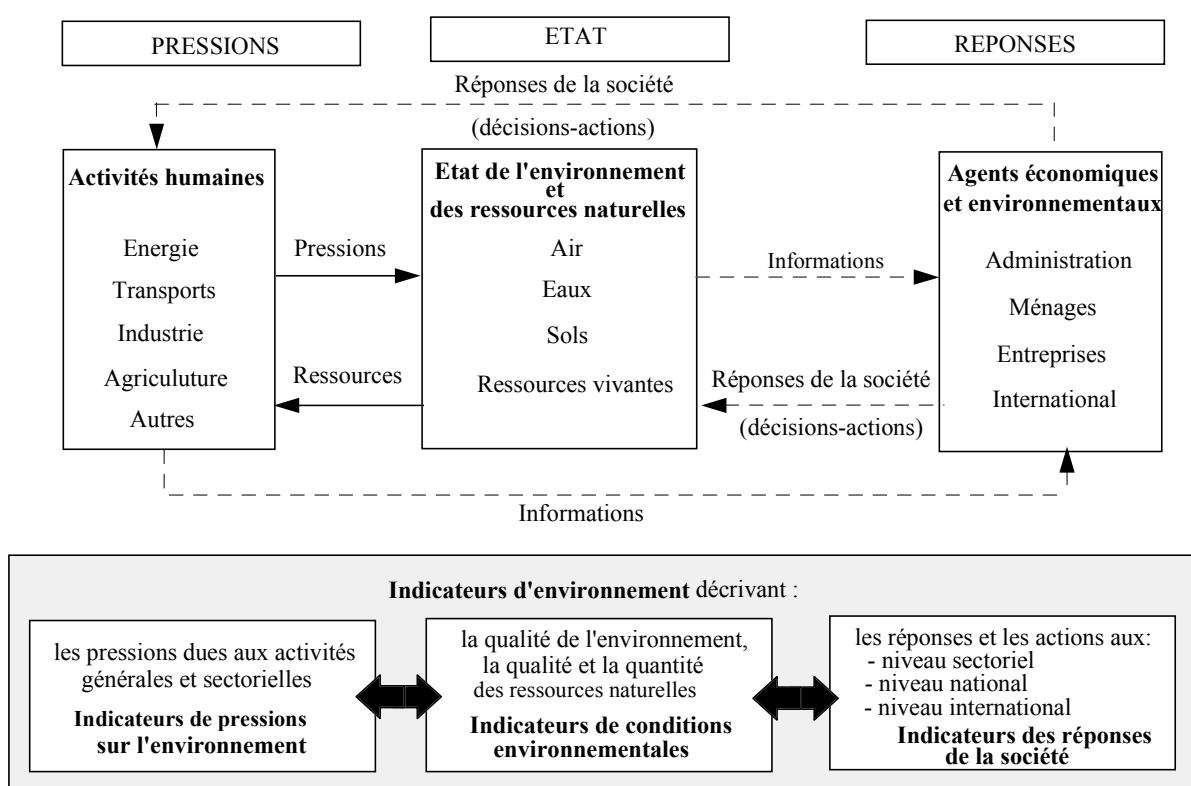 PRESSIONS
ETAT
REPONSES
Réponses de la société
(décisions-actions)
Activités humaines
Energie
Transports
Industrie
Agriculuture
Autres
Pressions
Ressources
Etat de l'environnement
et
des ressources naturelles
Air
Eaux
Sols
Ressources vivantes
Informations
Réponses de la société
(décisions-actions)
Agents économiques
et environnementaux
Administration
Ménages
Entreprises
International
Informations
Indicateurs d'environnement décrivant :
les pressions dues aux activités
générales et sectorielles
Indicateurs de pressions
sur l'environnement
la qualité de l'environnement,
la qualité et la quantité
des ressources naturelles
Indicateurs de conditions
environnementales
les réponses et les actions aux:
- niveau sectoriel
- niveau national
- niveau international
Indicateurs des réponses
de la société